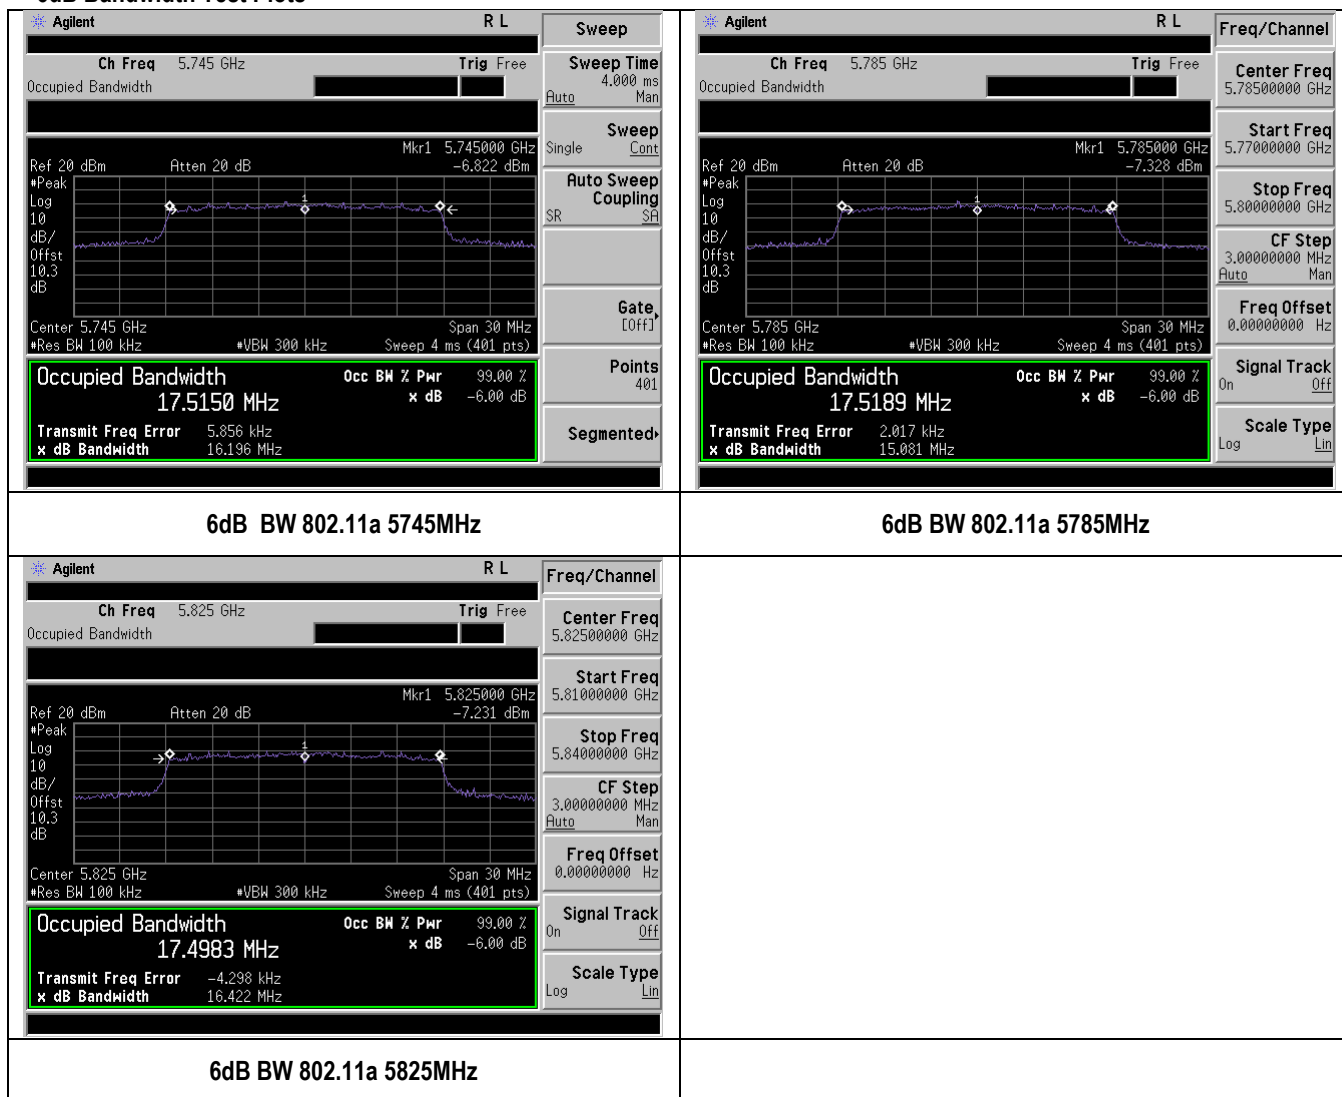 Agilent R L
Ch Freq 5.745 GHz Trig Free
Occupied Bandwidth
Mkr1 5.745000 GHz
Ref 20 dBm Atten 20 dB -6.822 dBm
#Peak
Log
10
dB/
Offst
10.3
dB
1
Center 5.745 GHz Span 30 MHz
#Res BW 100 kHz #VBW 300 kHz Sweep 4 ms (401 pts)
Occupied Bandwidth Occ BW % Pwr 99.00 %
17.5150 MHz x dB -6.00 dB
Transmit Freq Error 5.856 kHz
x dB Bandwidth 16.196 MHz
Sweep
Sweep Time
4.000 ms
Auto Man
Sweep
Single Cont
Auto Sweep
Coupling
SR SA
Gate
[Off]
Points
401
Segmented
Agilent R L
Ch Freq 5.785 GHz Trig Free
Occupied Bandwidth
Mkr1 5.785000 GHz
Ref 20 dBm Atten 20 dB -7.328 dBm
#Peak
Log
10
dB/
Offst
10.3
dB
1
Center 5.785 GHz Span 30 MHz
#Res BW 100 kHz #VBW 300 kHz Sweep 4 ms (401 pts)
Occupied Bandwidth Occ BW % Pwr 99.00 %
17.5189 MHz x dB -6.00 dB
Transmit Freq Error 2.017 kHz
x dB Bandwidth 15.081 MHz
Freq/Channel
Center Freq
5.78500000 GHz
Start Freq
5.77000000 GHz
Stop Freq
5.80000000 GHz
CF Step
3.00000000 MHz
Auto Man
Freq Offset
0.00000000 Hz
Signal Track
On Off
Scale Type
Log Lin
6dB BW 802.11a 5745MHz
6dB BW 802.11a 5785MHz
Agilent R L
Ch Freq 5.825 GHz Trig Free
Occupied Bandwidth
Mkr1 5.825000 GHz
Ref 20 dBm Atten 20 dB -7.231 dBm
#Peak
Log
10
dB/
Offst
10.3
dB
1
Center 5.825 GHz Span 30 MHz
#Res BW 100 kHz #VBW 300 kHz Sweep 4 ms (401 pts)
Occupied Bandwidth Occ BW % Pwr 99.00 %
17.4983 MHz x dB -6.00 dB
Transmit Freq Error -4.298 kHz
x dB Bandwidth 16.422 MHz
Freq/Channel
Center Freq
5.82500000 GHz
Start Freq
5.81000000 GHz
Stop Freq
5.84000000 GHz
CF Step
3.00000000 MHz
Auto Man
Freq Offset
0.00000000 Hz
Signal Track
On Off
Scale Type
Log Lin
6dB BW 802.11a 5825MHz